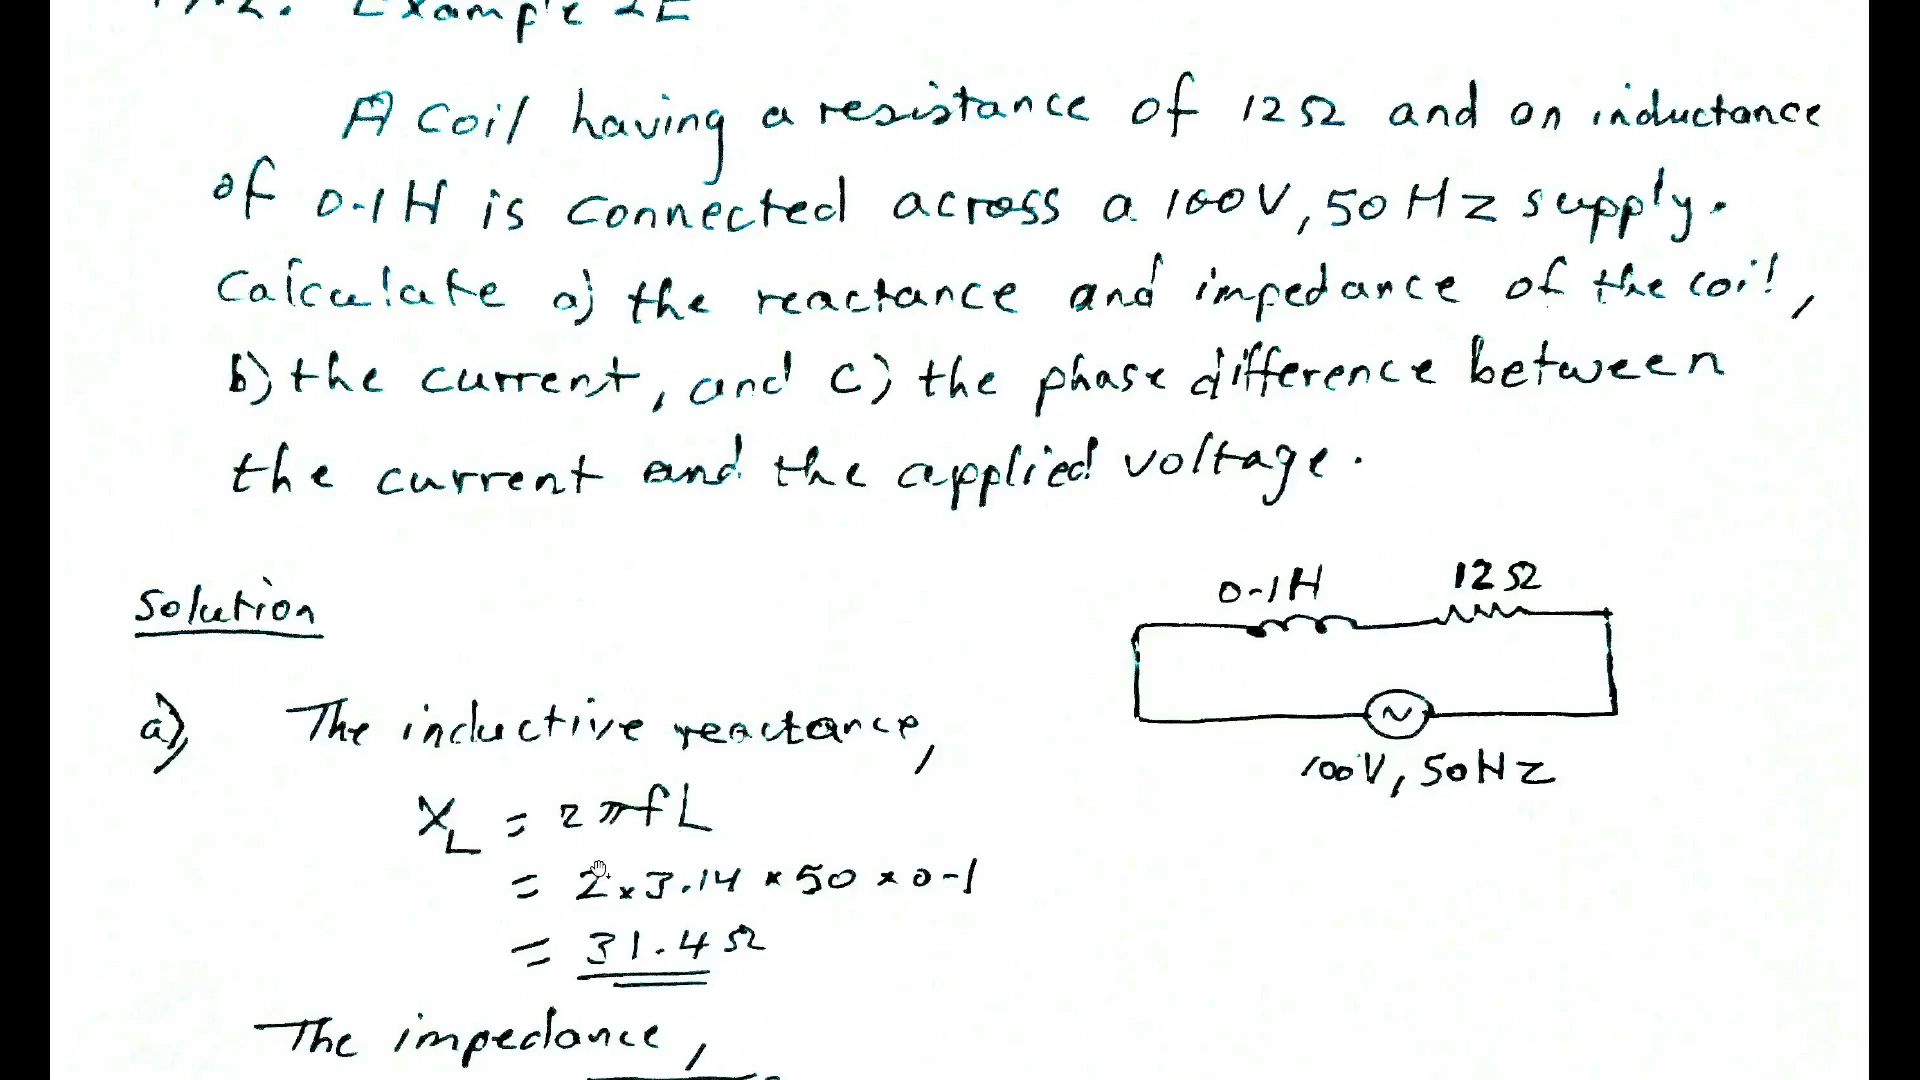 Example 2E
A coil having a resistance of 12Ω and an inductance
of 0.1H is connected across a 100V, 50Hz supply.
Calculate a) the reactance and impedance of the coil,
b) the current, and c) the phase difference between
the current and the applied voltage.
Solution
0.1H 12Ω
100V, 50Hz
a), The inductive reactance,
X_L = 2πfL
= 2×3.14×50×0.1
= 31.4Ω
The impedance,